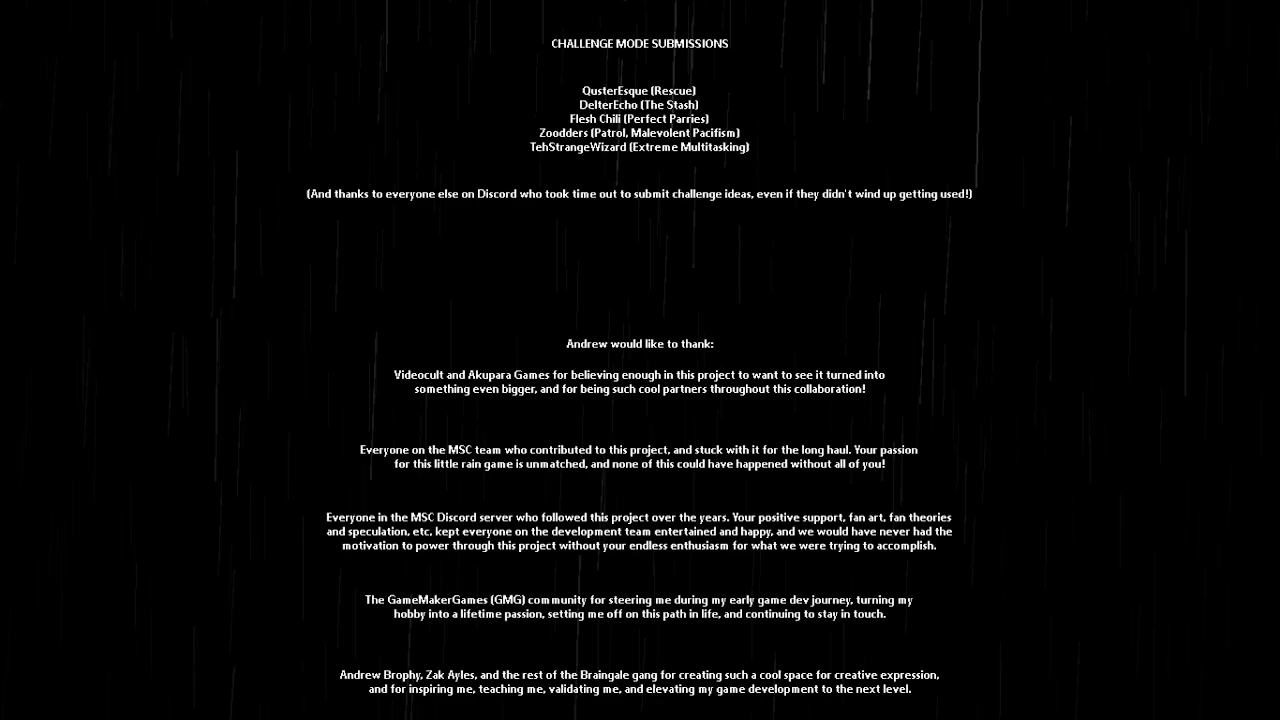 CHALLENGE MODE SUBMISSIONS
QusterEsque (Rescue)
DelterEcho (The Stash)
Flesh Chili (Perfect Parries)
Zoodders (Patrol, Malevolent Pacifism)
TehStrangeWizard (Extreme Multitasking)
(And thanks to everyone else on Discord who took time out to submit challenge ideas, even if they didn't wind up getting used!)
Andrew would like to thank:
Videocult and Akupara Games for believing enough in this project to want to see it turned into
something even bigger, and for being such cool partners throughout this collaboration!
Everyone on the MSC team who contributed to this project, and stuck with it for the long haul. Your passion
for this little rain game is unmatched, and none of this could have happened without all of you!
Everyone in the MSC Discord server who followed this project over the years. Your positive support, fan art, fan theories
and speculation, etc, kept everyone on the development team entertained and happy, and we would have never had the
motivation to power through this project without your endless enthusiasm for what we were trying to accomplish.
The GameMakerGames (GMG) community for steering me during my early game dev journey, turning my
hobby into a lifetime passion, setting me off on this path in life, and continuing to stay in touch.
Andrew Brophy, Zak Ayles, and the rest of the Braingale gang for creating such a cool space for creative expression,
and for inspiring me, teaching me, validating me, and elevating my game development to the next level.